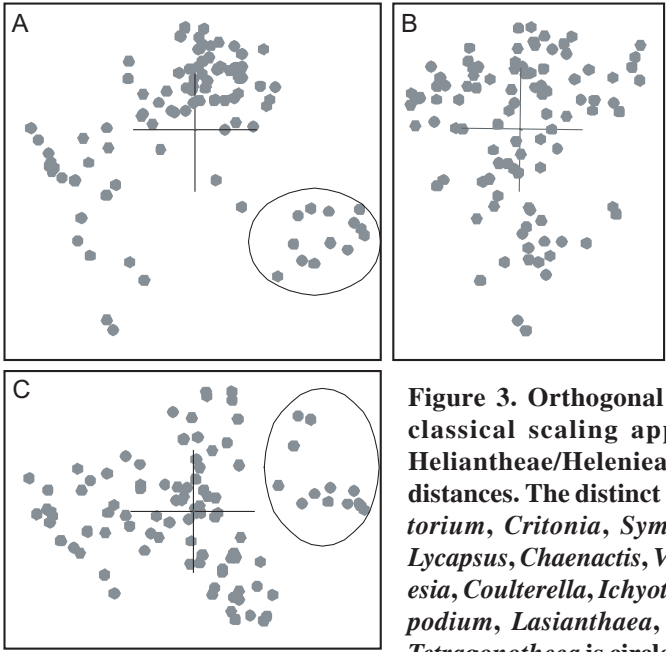 A
B
C
Figure 3. Orthogonal
classical scaling app
Heliantheae/Heleniea
distances. The distinct
torium, Critonia, Sym
Lycapsus, Chaenactis, V
esia, Coulterella, Ichyot
podium, Lasianthaea,
Tetragonotheca is circle